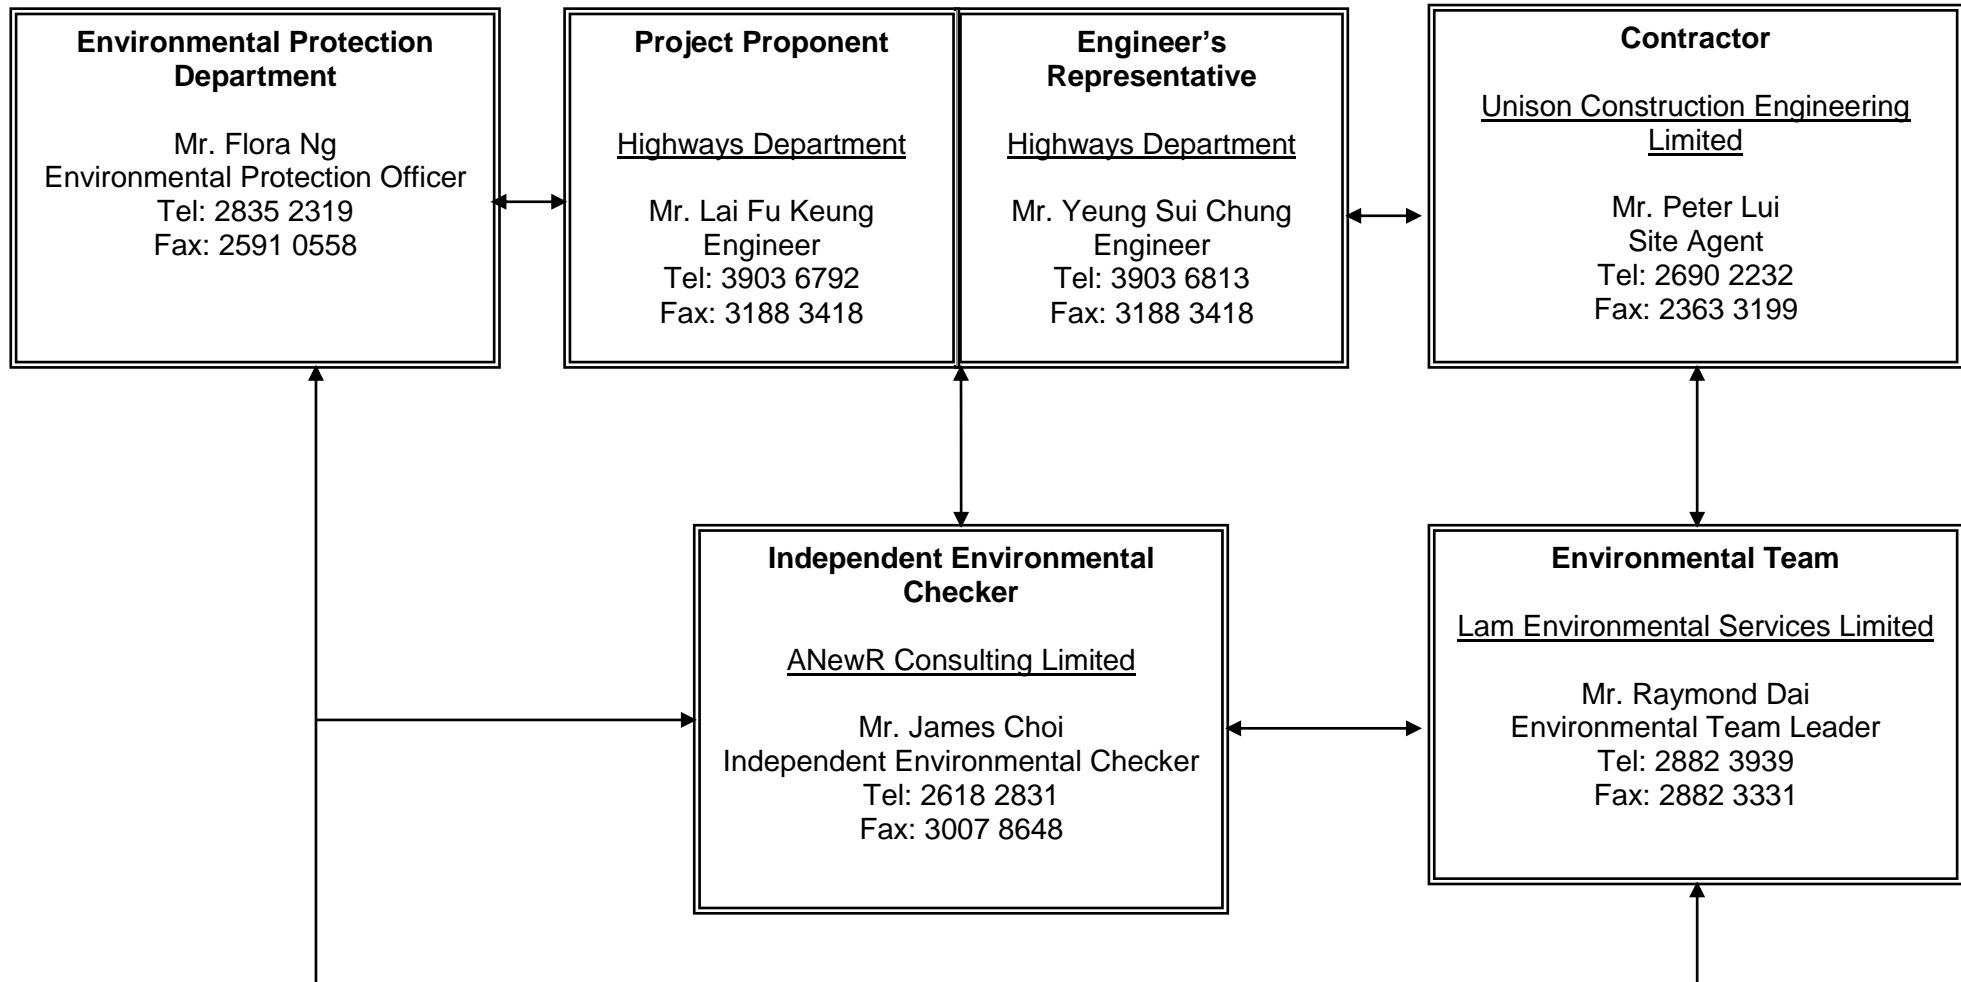 Environmental Protection
Department
Mr. Flora Ng
Environmental Protection Officer
Tel: 2835 2319
Fax: 2591 0558
Project Proponent
Highways Department
Mr. Lai Fu Keung
Engineer
Tel: 3903 6792
Fax: 3188 3418
Engineer’s
Representative
Highways Department
Mr. Yeung Sui Chung
Engineer
Tel: 3903 6813
Fax: 3188 3418
Contractor
Unison Construction Engineering
Limited
Mr. Peter Lui
Site Agent
Tel: 2690 2232
Fax: 2363 3199
Independent Environmental
Checker
ANewR Consulting Limited
Mr. James Choi
Independent Environmental Checker
Tel: 2618 2831
Fax: 3007 8648
Environmental Team
Lam Environmental Services Limited
Mr. Raymond Dai
Environmental Team Leader
Tel: 2882 3939
Fax: 2882 3331